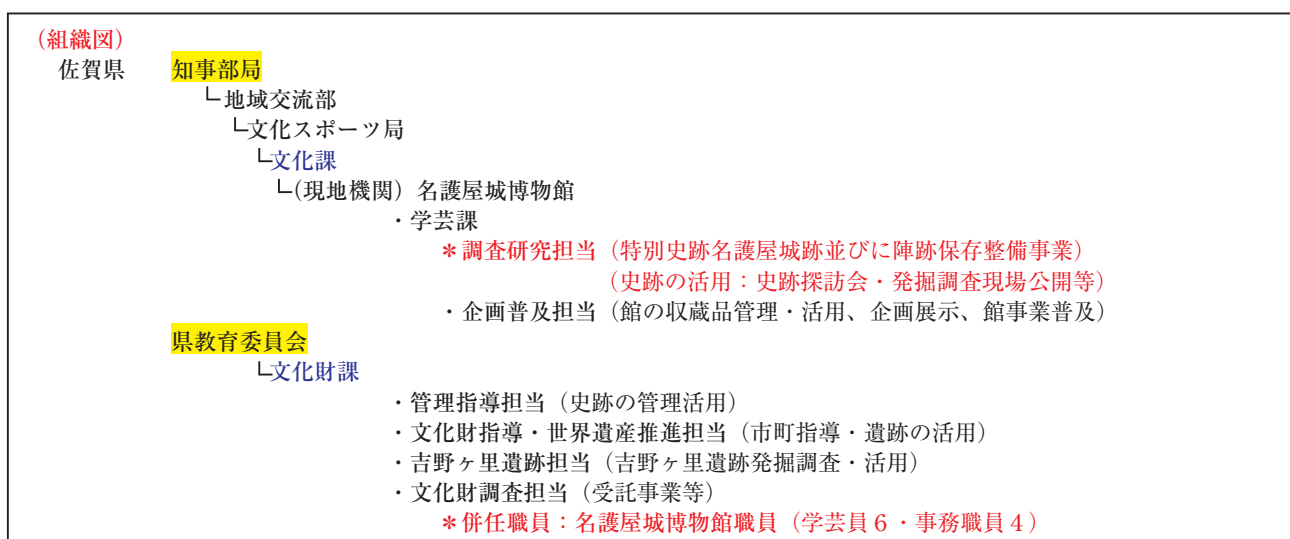 (組織図)
佐賀県 知事部局
└地域交流部
└文化スポーツ局
└文化課
└(現地機関) 名護屋城博物館
・学芸課
＊調査研究担当（特別史跡名護屋城跡並びに陣跡保存整備事業）
（史跡の活用：史跡探訪会・発掘調査現場公開等）
・企画普及担当（館の収蔵品管理・活用、企画展示、館事業普及）
県教育委員会
└文化財課
・管理指導担当（史跡の管理活用）
・文化財指導・世界遺産推進担当（市町指導・遺跡の活用）
・吉野ヶ里遺跡担当（吉野ヶ里遺跡発掘調査・活用）
・文化財調査担当（受託事業等）
＊併任職員：名護屋城博物館職員（学芸員６・事務職員４）